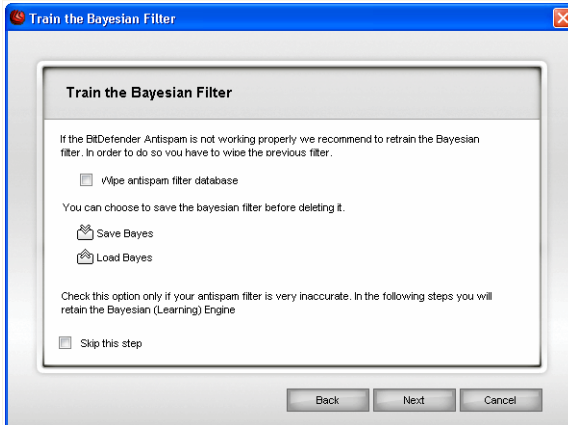 Train the Bayesian Filter
Train the Bayesian Filter
If the BitDefender Antispam is not working properly we recommend to retrain the Bayesian
filter. In order to do so you have to wipe the previous filter.
Wipe antispam filter database
You can choose to save the bayesian filter before deleting it.
Save Bayes
Load Bayes
Check this option only if your antispam filter is very inaccurate. In the following steps you will
retain the Bayesian (Learning) Engine
Skip this step
Back Next Cancel